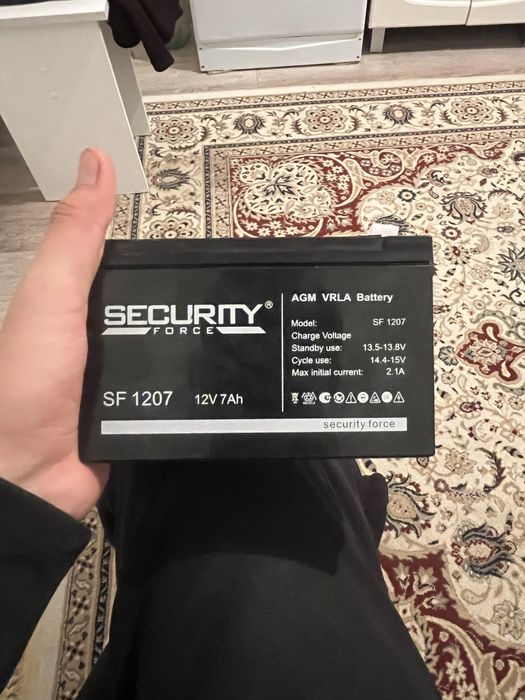 SECURITY®
FORCE
SF 1207 12V 7Ah
AGM VRLA Battery
Model: SF 1207
Charge Voltage
Standby use: 13.5-13.8V
Cycle use: 14.4-15V
Max initial current: 2.1A
security force